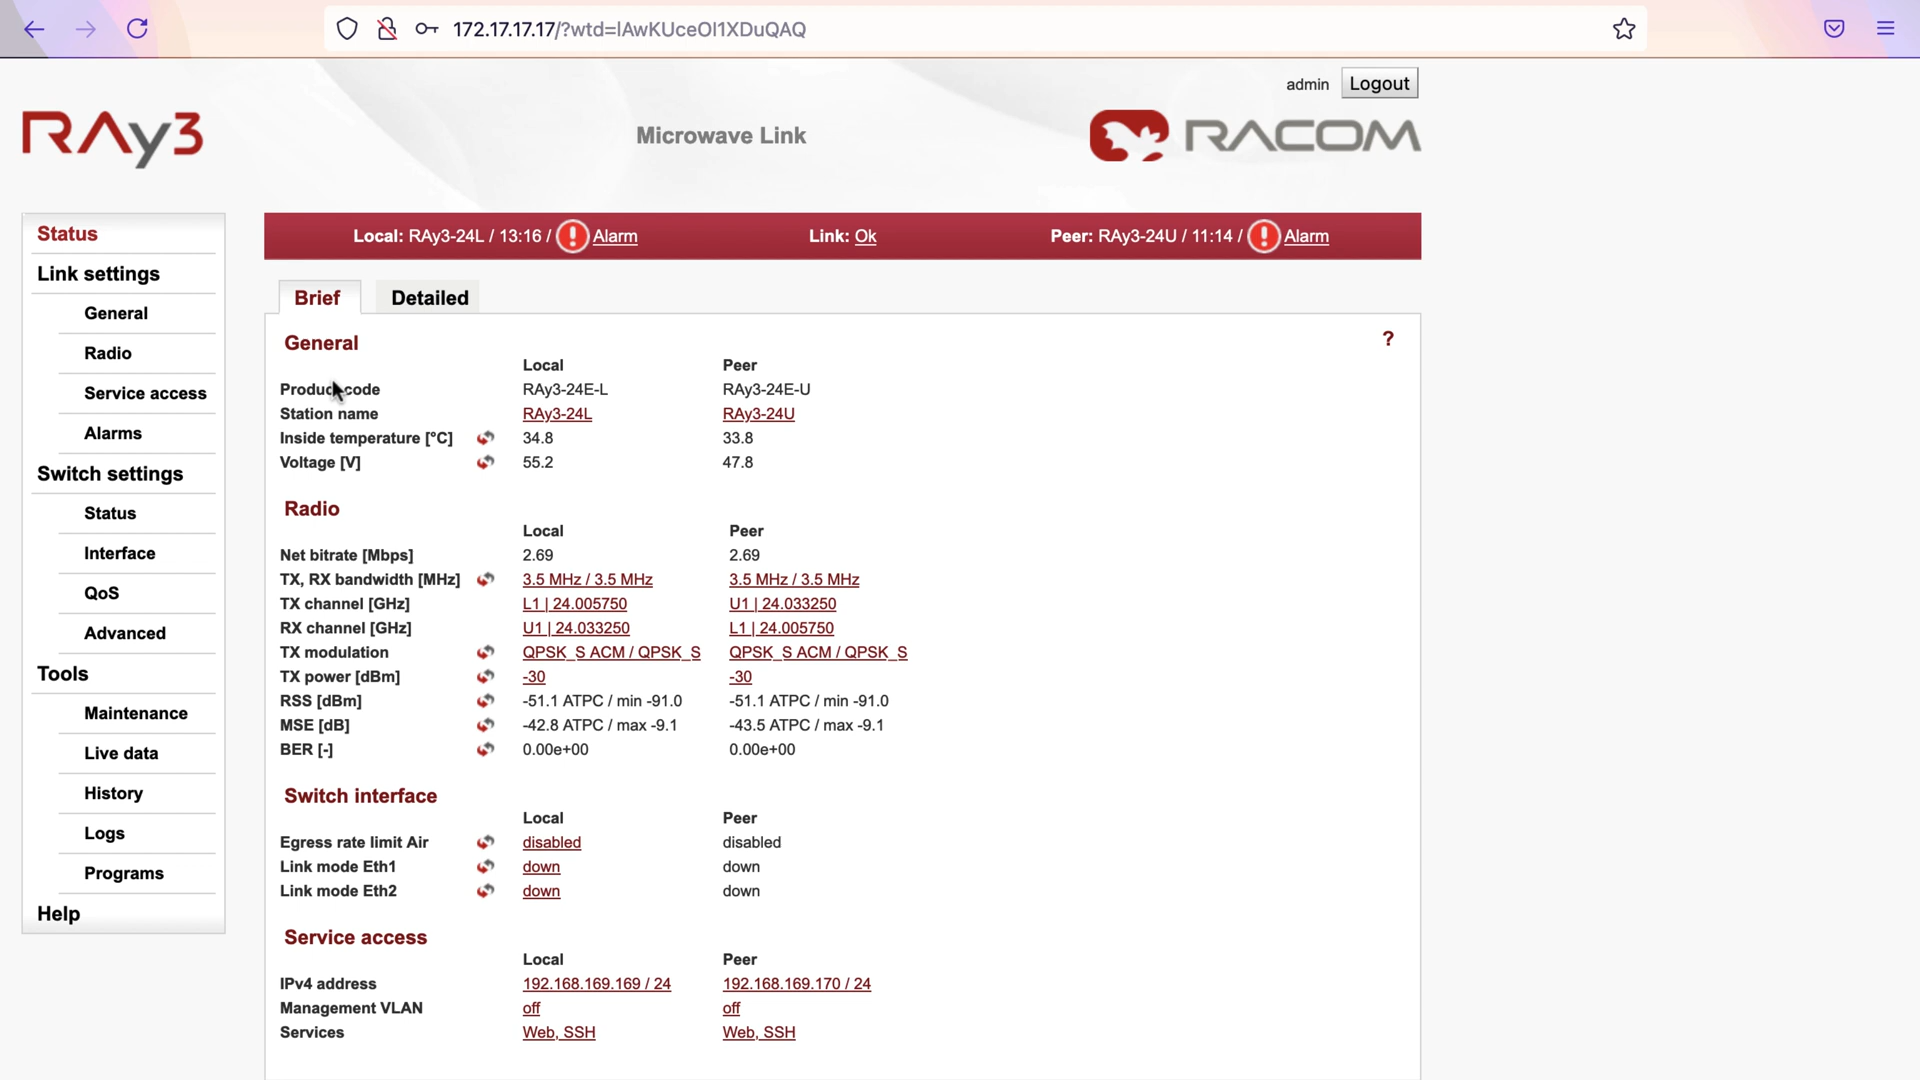 172.17.17.17/?wtd=lAwKUceOl1XDuQAQ
admin Logout
RAy3 Microwave Link RACOM
Local: RAy3-24L / 13:16 / Alarm Link: Ok Peer: RAy3-24U / 11:14 / Alarm
Status
Link settings
General
Radio
Service access
Alarms
Switch settings
Status
Interface
QoS
Advanced
Tools
Maintenance
Live data
History
Logs
Programs
Help
Brief Detailed
General ?
Local Peer
Product code RAy3-24E-L RAy3-24E-U
Station name RAy3-24L RAy3-24U
Inside temperature [°C] 34.8 33.8
Voltage [V] 55.2 47.8
Radio
Local Peer
Net bitrate [Mbps] 2.69 2.69
TX, RX bandwidth [MHz] 3.5 MHz / 3.5 MHz 3.5 MHz / 3.5 MHz
TX channel [GHz] L1 | 24.005750 U1 | 24.033250
RX channel [GHz] U1 | 24.033250 L1 | 24.005750
TX modulation QPSK_S ACM / QPSK_S QPSK_S ACM / QPSK_S
TX power [dBm] -30 -30
RSS [dBm] -51.1 ATPC / min -91.0 -51.1 ATPC / min -91.0
MSE [dB] -42.8 ATPC / max -9.1 -43.5 ATPC / max -9.1
BER [-] 0.00e+00 0.00e+00
Switch interface
Local Peer
Egress rate limit Air disabled disabled
Link mode Eth1 down down
Link mode Eth2 down down
Service access
Local Peer
IPv4 address 192.168.169.169 / 24 192.168.169.170 / 24
Management VLAN off off
Services Web, SSH Web, SSH